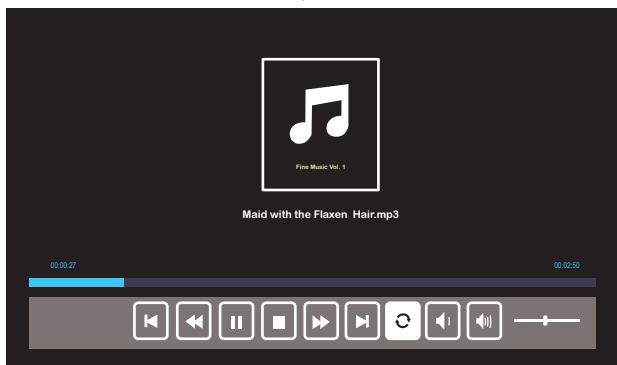 Fine Music Vol. 1
Maid with the Flaxen  Hair.mp3
00:00:27
00:02:50